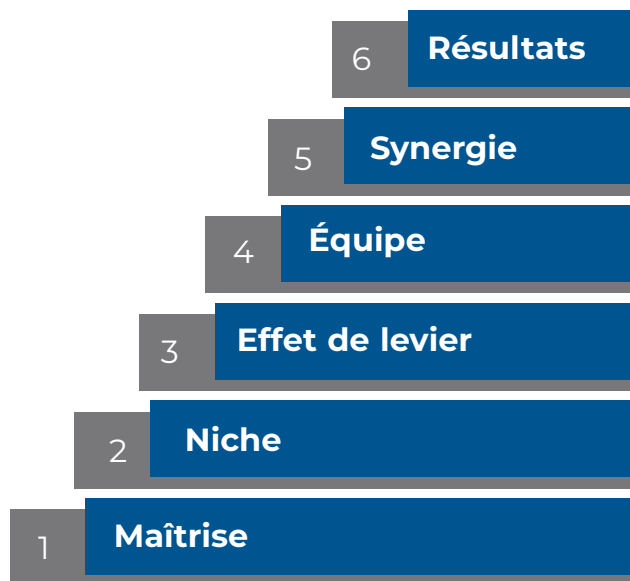 6 Résultats
5 Synergie
4 Équipe
3 Effet de levier
2 Niche
1 Maîtrise